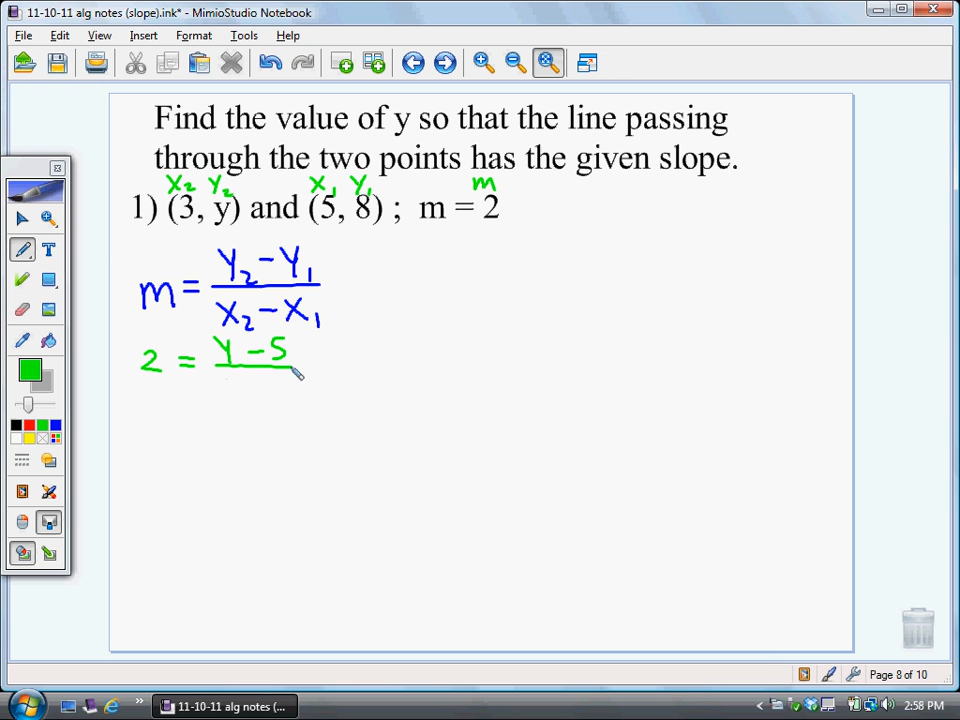 11-10-11 alg notes (slope).ink* - MimioStudio Notebook
File Edit View Insert Format Tools Help
Find the value of y so that the line passing
through the two points has the given slope.
x₂ y₂ x₁ y₁ m
1) (3, y) and (5, 8) ; m = 2
m = y₂ - y₁
x₂ - x₁
2 = y - 5
T
Page 8 of 10
11-10-11 alg notes (...
2:58 PM